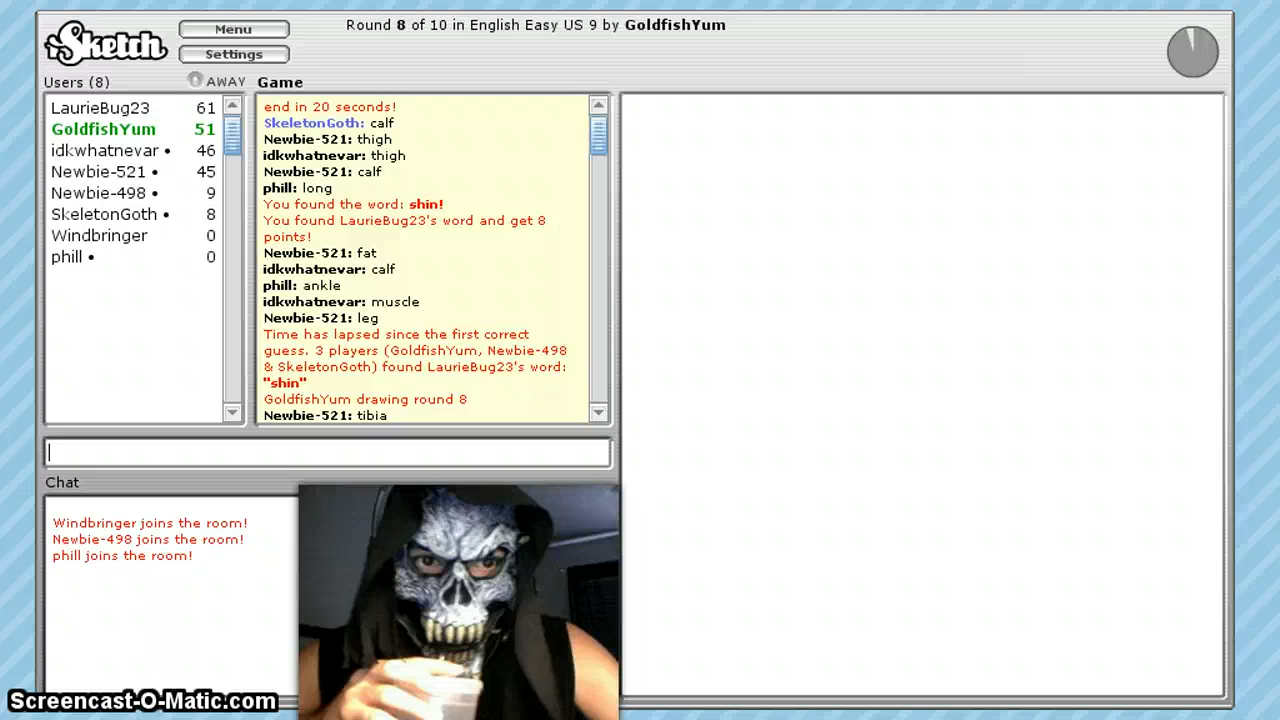 Round 8 of 10 in English Easy US 9 by GoldfishYum
iSketch
Menu
Settings
Users (8)
AWAY
LaurieBug23 61
GoldfishYum 51
idkwhatnevar • 46
Newbie-521 • 45
Newbie-498 • 9
SkeletonGoth • 8
Windbringer 0
phill • 0
Game
end in 20 seconds!
SkeletonGoth: calf
Newbie-521: thigh
idkwhatnevar: thigh
Newbie-521: calf
phill: long
You found the word: shin!
You found LaurieBug23's word and get 8
points!
Newbie-521: fat
idkwhatnevar: calf
phill: ankle
idkwhatnevar: muscle
Newbie-521: leg
Time has lapsed since the first correct
guess. 3 players (GoldfishYum, Newbie-498
& SkeletonGoth) found LaurieBug23's word:
"shin"
GoldfishYum drawing round 8
Newbie-521: tibia
Chat
Windbringer joins the room!
Newbie-498 joins the room!
phill joins the room!
Screencast-O-Matic.com